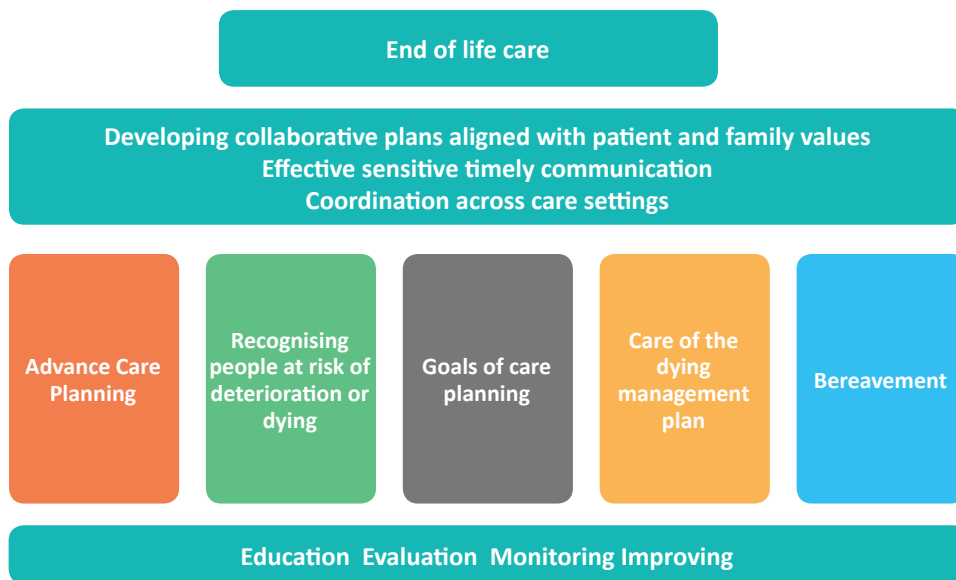 End of life care
Developing collaborative plans aligned with patient and family values
Effective sensitive timely communication
Coordination across care settings
Advance Care
Planning
Recognising
people at risk of
deterioration or
dying
Goals of care
planning
Care of the
dying
management
plan
Bereavement
Education  Evaluation  Monitoring Improving